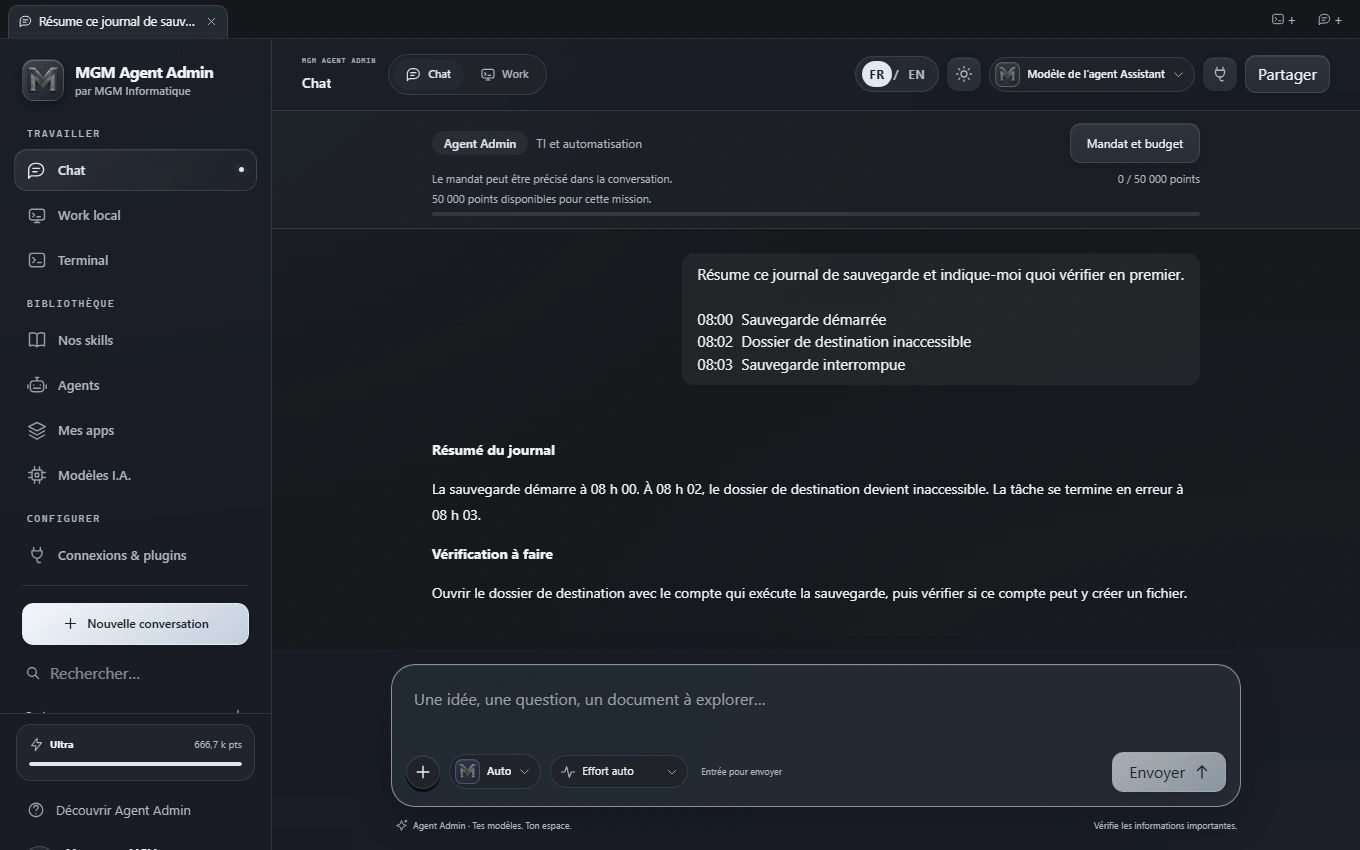 Résume ce journal de sauv...
MGM Agent Admin
par MGM Informatique
TRAVAILLER
Chat
Work local
Terminal
BIBLIOTHÈQUE
Nos skills
Agents
Mes apps
Modèles I.A.
CONFIGURER
Connexions & plugins
Nouvelle conversation
Rechercher...
Ultra
666,7 k pts
Découvrir Agent Admin
MGM AGENT ADMIN
Chat
Chat
Work
FR / EN
Modèle de l'agent Assistant
Partager
Agent Admin
TI et automatisation
Mandat et budget
Le mandat peut être précisé dans la conversation.
0 / 50 000 points
50 000 points disponibles pour cette mission.
Résume ce journal de sauvegarde et indique-moi quoi vérifier en premier.
08:00 Sauvegarde démarrée
08:02 Dossier de destination inaccessible
08:03 Sauvegarde interrompue
Résumé du journal
La sauvegarde démarre à 08 h 00. À 08 h 02, le dossier de destination devient inaccessible. La tâche se termine en erreur à
08 h 03.
Vérification à faire
Ouvrir le dossier de destination avec le compte qui exécute la sauvegarde, puis vérifier si ce compte peut y créer un fichier.
Une idée, une question, un document à explorer...
Auto
Effort auto
Entrée pour envoyer
Envoyer
Agent Admin · Tes modèles. Ton espace.
Vérifie les informations importantes.